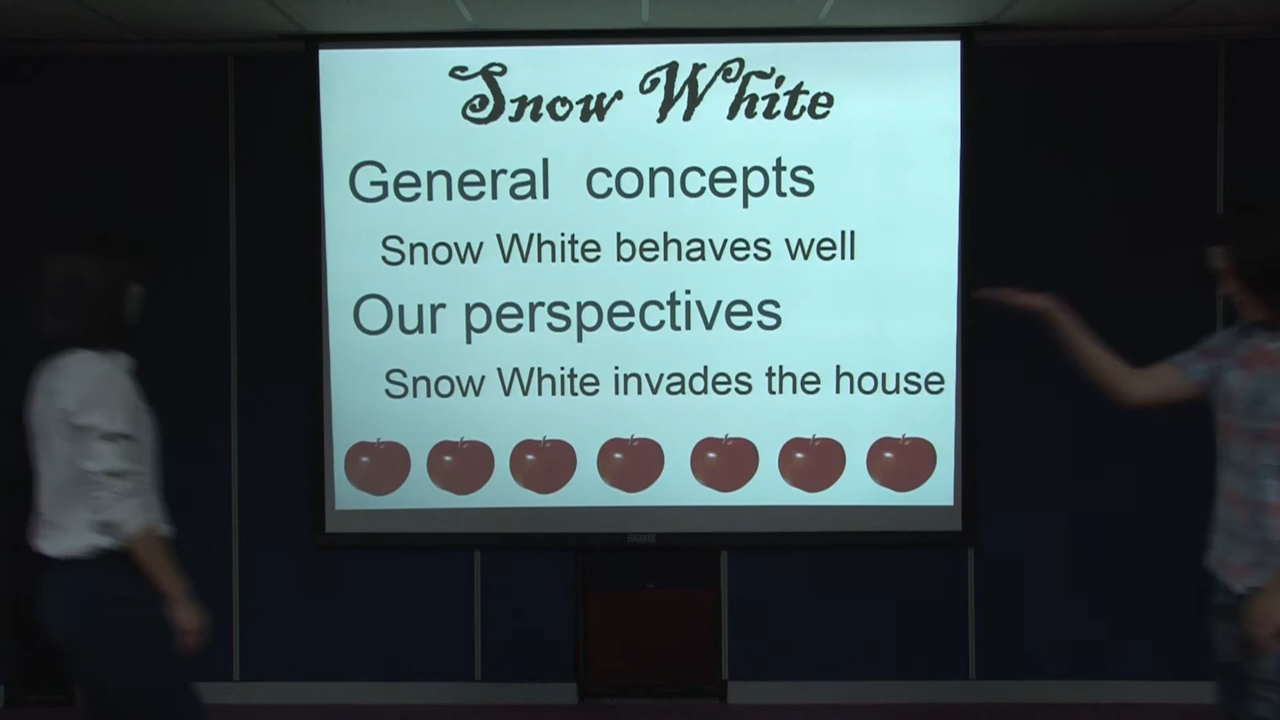 Snow White
General concepts
Snow White behaves well
Our perspectives
Snow White invades the house